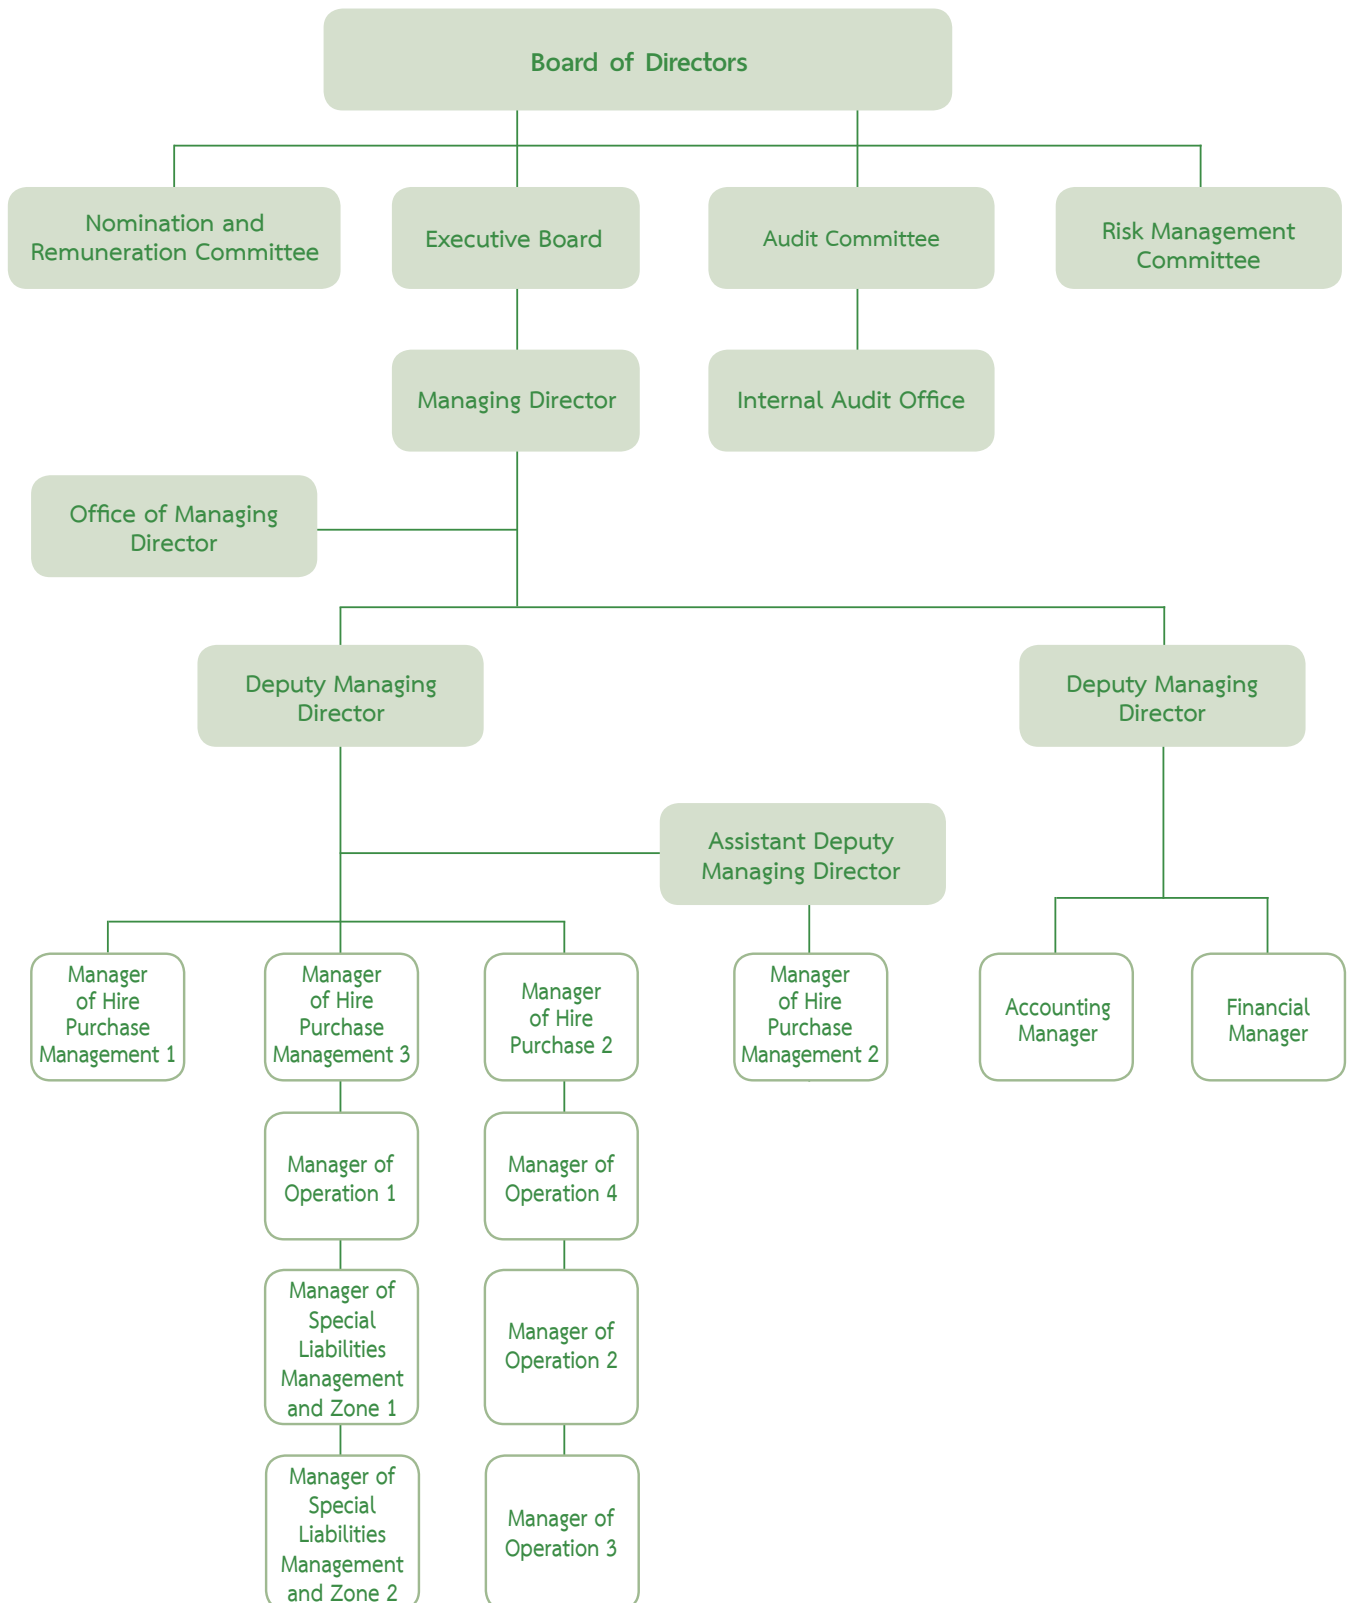 Board of Directors
Nomination and
Remuneration Committee
Executive Board
Audit Committee
Risk Management
Committee
Managing Director
Internal Audit Office
Office of Managing
Director
Deputy Managing
Director
Deputy Managing
Director
Assistant Deputy
Managing Director
Manager
of Hire
Purchase
Management 1
Manager
of Hire
Purchase
Management 3
Manager
of Hire
Purchase 2
Manager
of Hire
Purchase
Management 2
Accounting
Manager
Financial
Manager
Manager of
Operation 1
Manager of
Operation 4
Manager of
Special
Liabilities
Management
and Zone 1
Manager of
Operation 2
Manager of
Special
Liabilities
Management
and Zone 2
Manager of
Operation 3